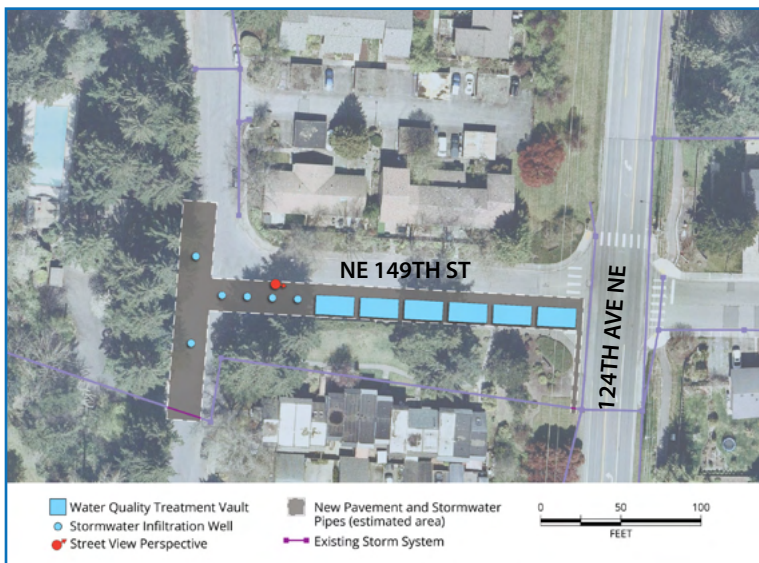 NE 149TH ST
124TH AVE NE
Water Quality Treatment Vault
Stormwater Infiltration Well
Street View Perspective
New Pavement and Stormwater
Pipes (estimated area)
Existing Storm System
0 50 100
FEET